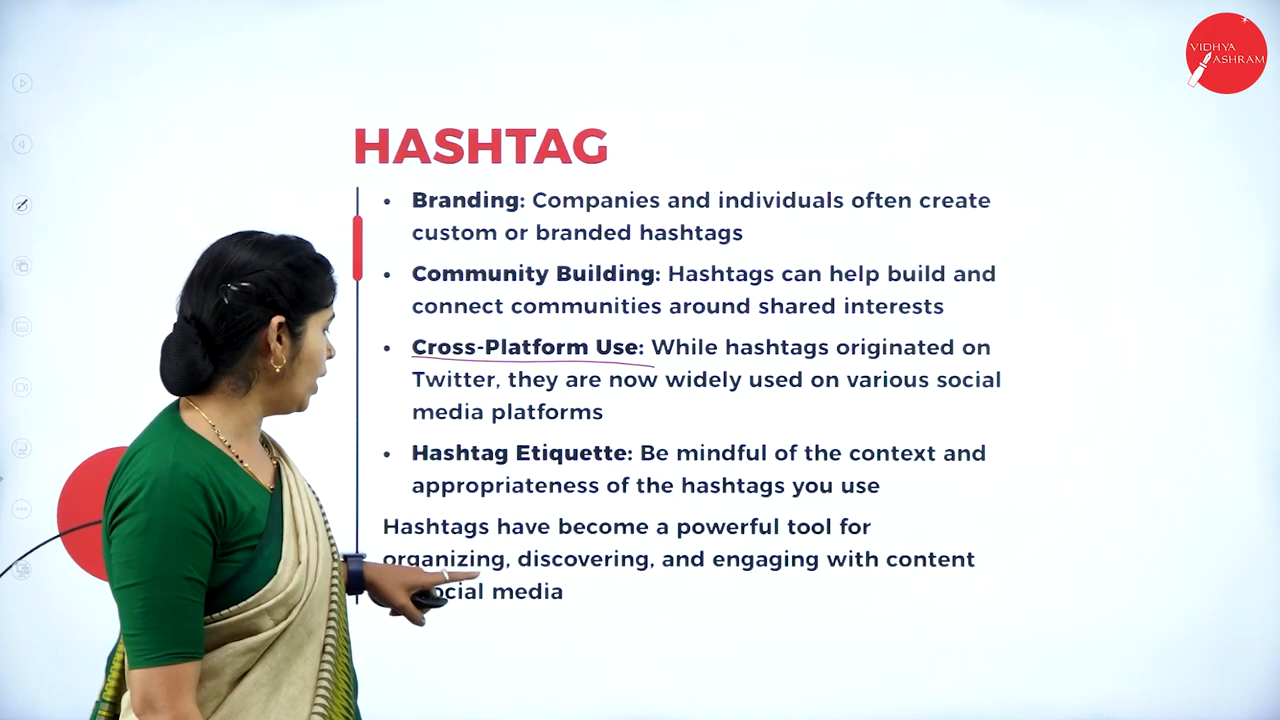 VIDHYA
ASHRAM
HASHTAG
• Branding: Companies and individuals often create
custom or branded hashtags
• Community Building: Hashtags can help build and
connect communities around shared interests
• Cross-Platform Use: While hashtags originated on
Twitter, they are now widely used on various social
media platforms
• Hashtag Etiquette: Be mindful of the context and
appropriateness of the hashtags you use
Hashtags have become a powerful tool for
organizing, discovering, and engaging with content
social media